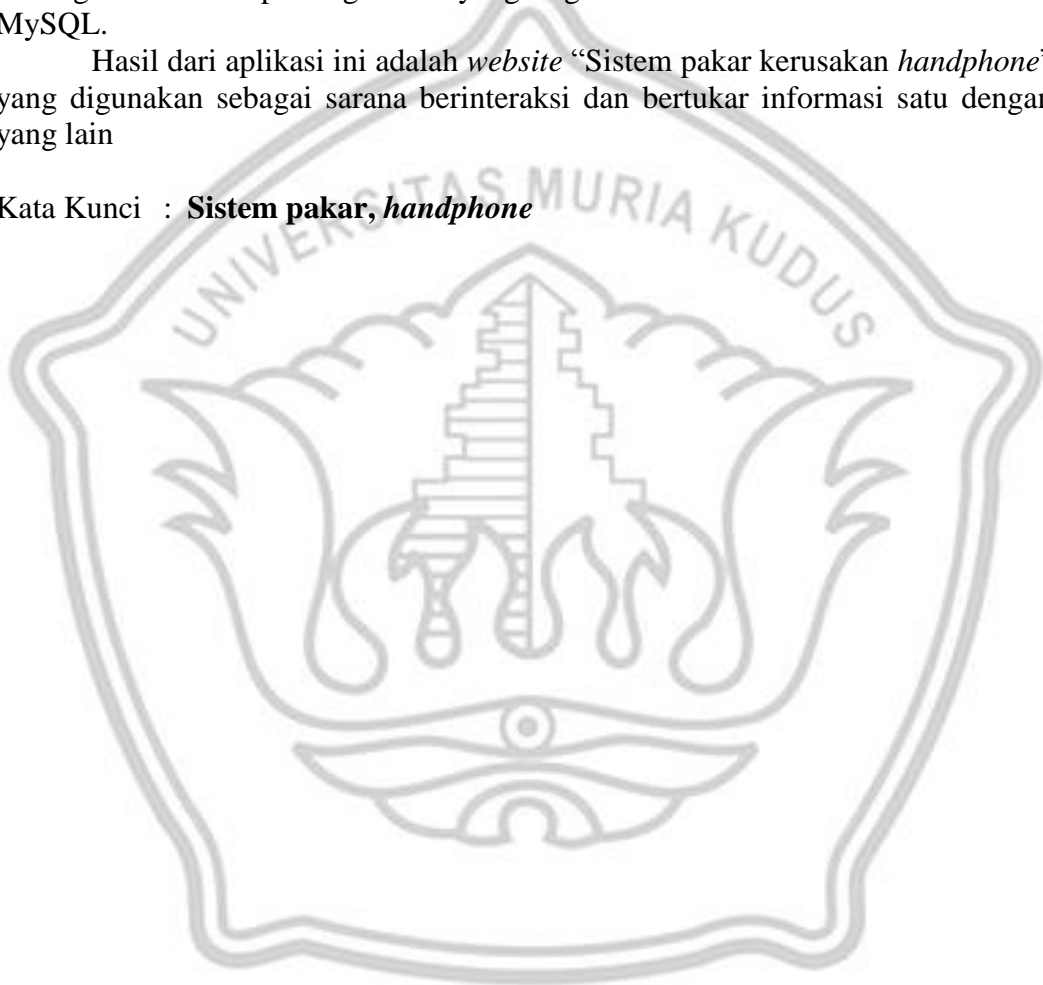 MySQL.
Hasil dari aplikasi ini adalah website “Sistem pakar kerusakan handphone”
yang digunakan sebagai sarana berinteraksi dan bertukar informasi satu dengan
yang lain
Kata Kunci : Sistem pakar, handphone
UNIVERSITAS MURIA KUDUS